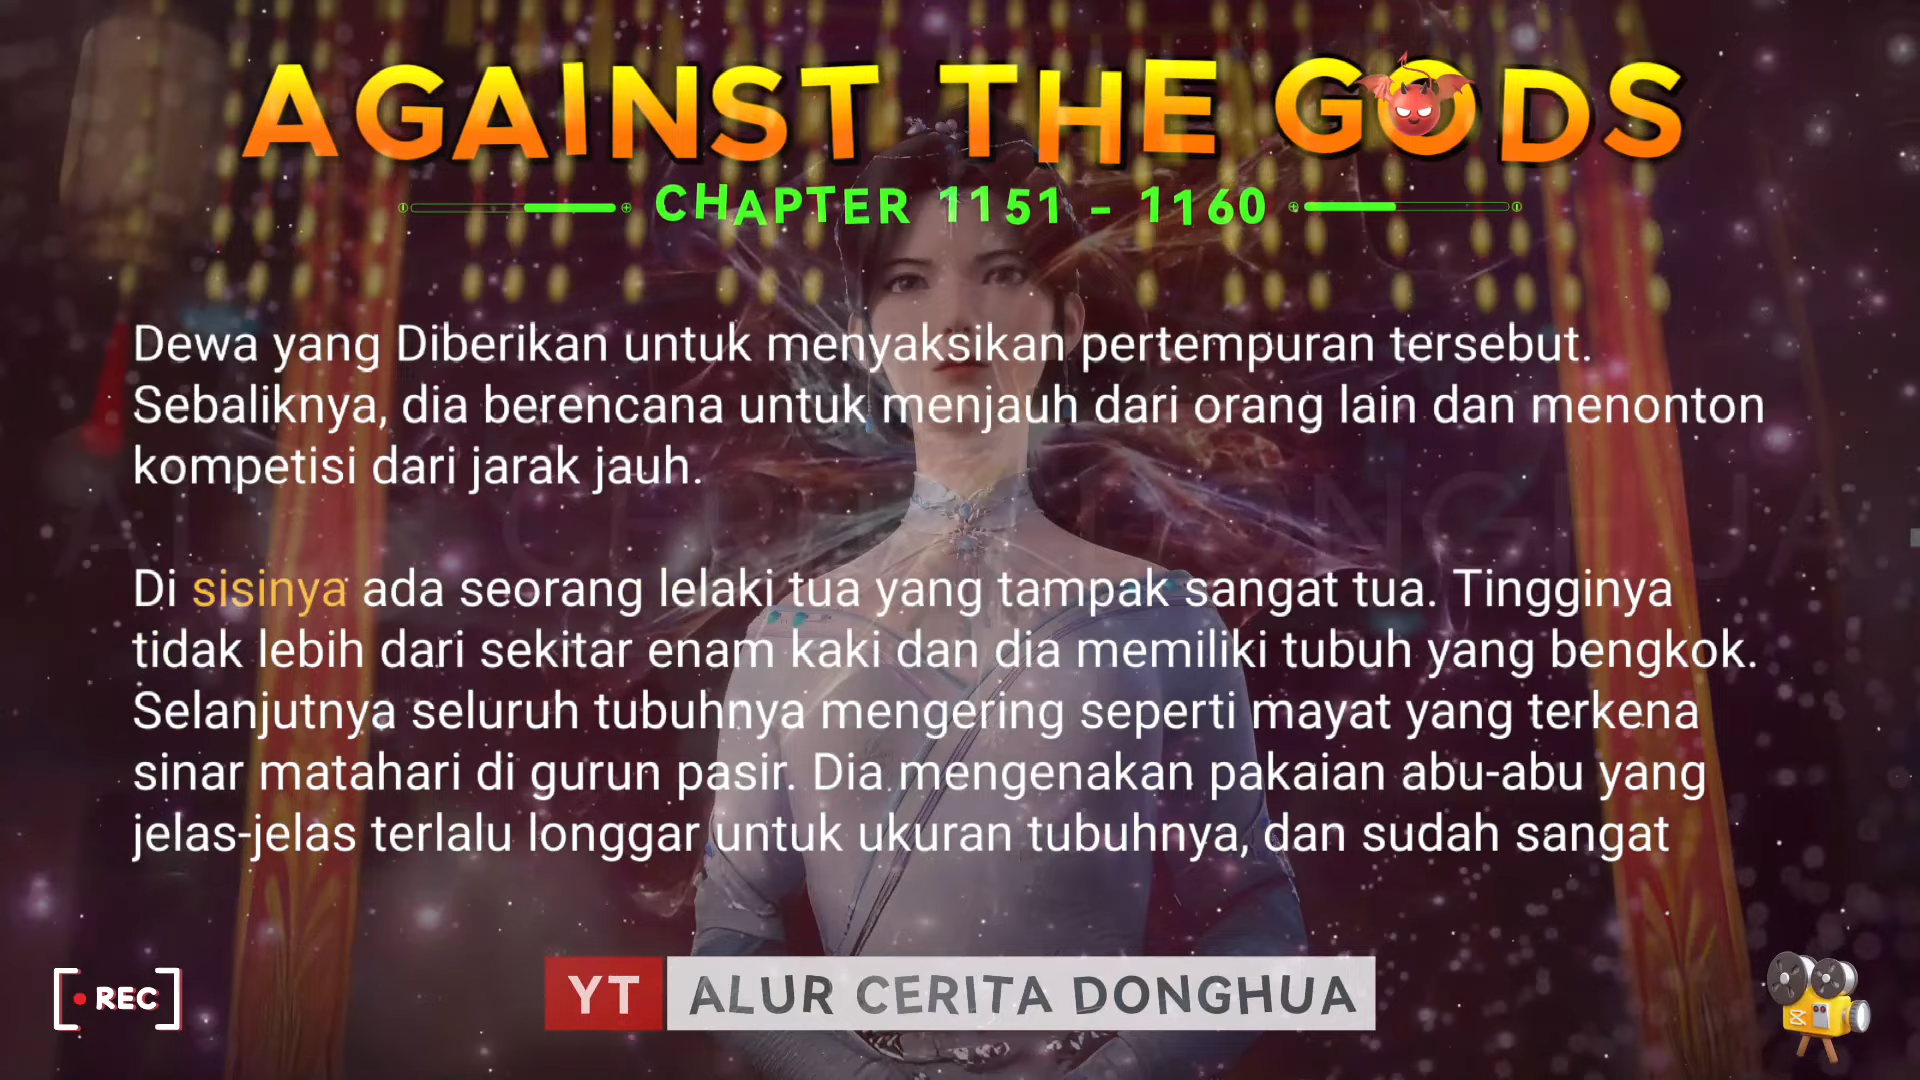 AGAINST THE GODS
CHAPTER 1151 - 1160
Dewa yang Diberikan untuk menyaksikan pertempuran tersebut.
Sebaliknya, dia berencana untuk menjauh dari orang lain dan menonton
kompetisi dari jarak jauh.
ALUR CERITA DONGHUA
Di sisinya ada seorang lelaki tua yang tampak sangat tua. Tingginya
tidak lebih dari sekitar enam kaki dan dia memiliki tubuh yang bengkok.
Selanjutnya seluruh tubuhnya mengering seperti mayat yang terkena
sinar matahari di gurun pasir. Dia mengenakan pakaian abu-abu yang
jelas-jelas terlalu longgar untuk ukuran tubuhnya, dan sudah sangat
REC
YT ALUR CERITA DONGHUA